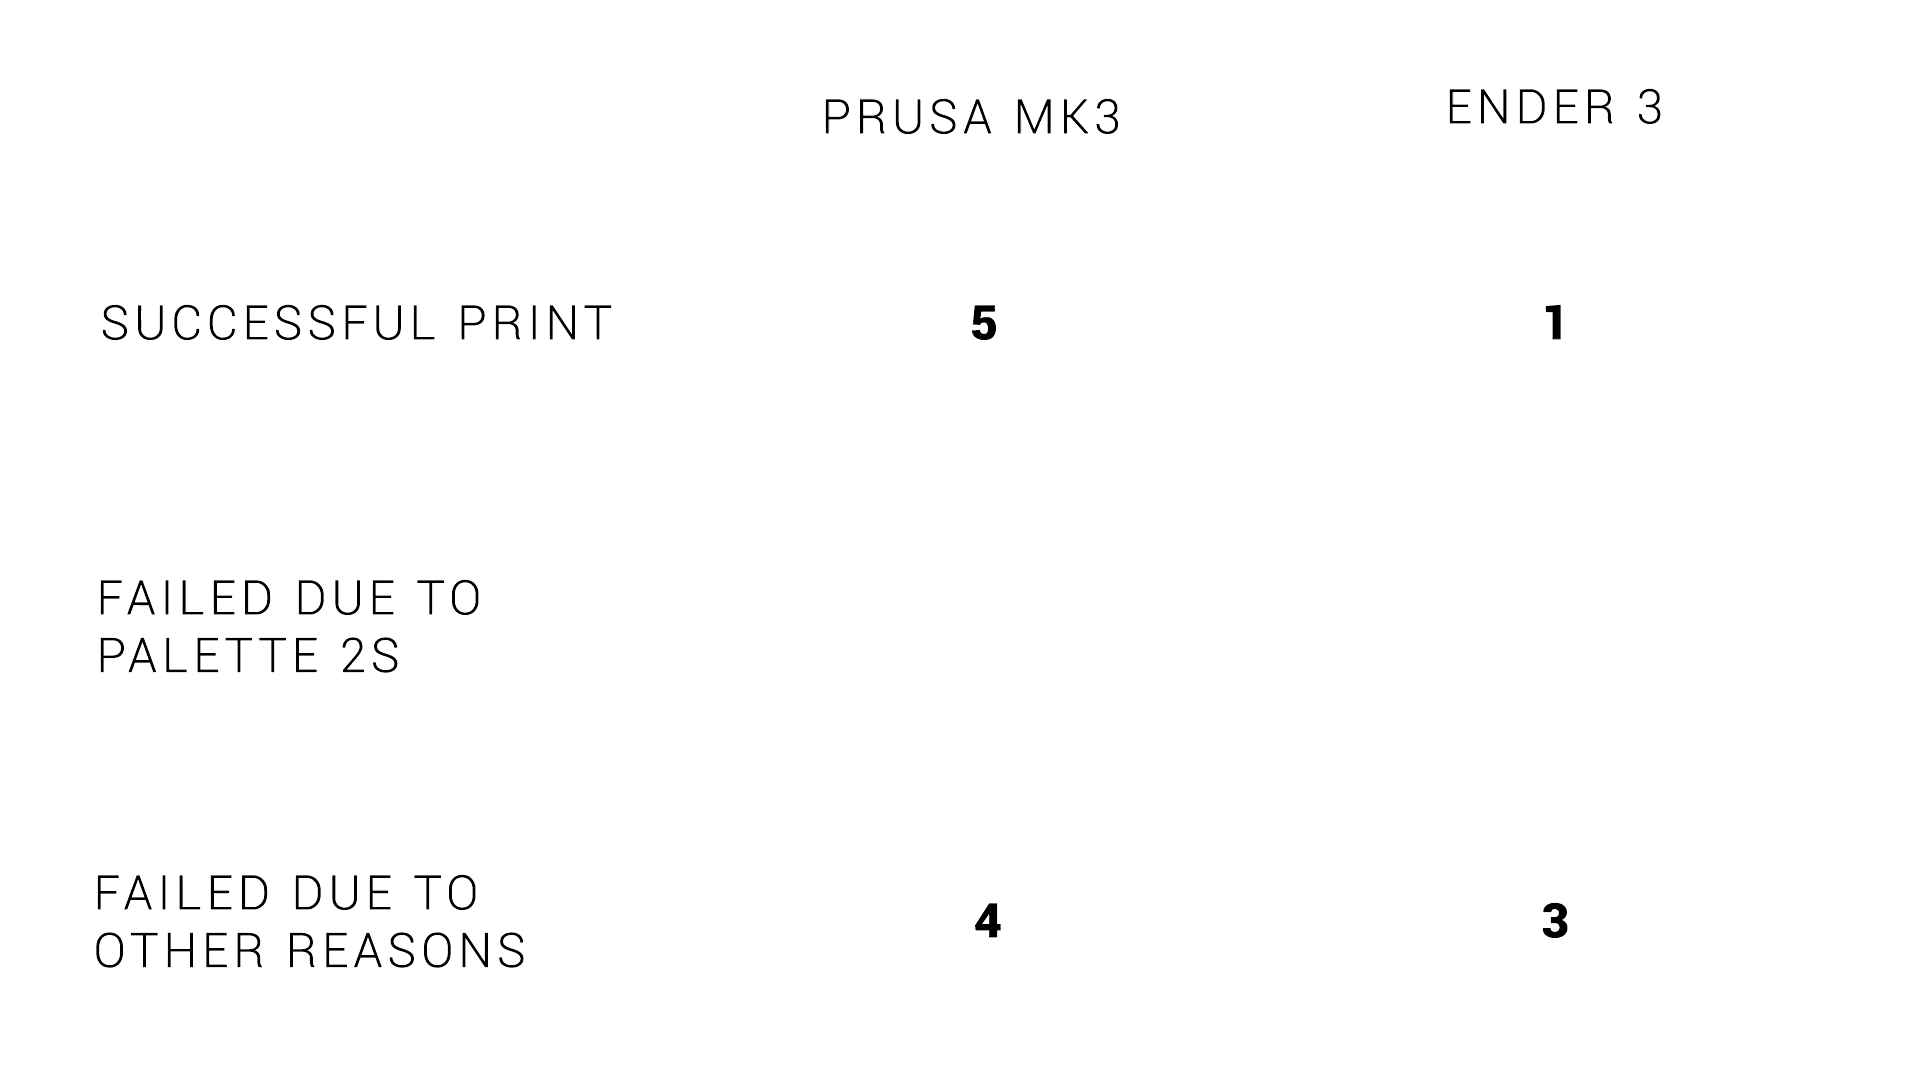 PRUSA MK3
ENDER 3
SUCCESSFUL PRINT
5
1
FAILED DUE TO
PALETTE 2S
FAILED DUE TO
OTHER REASONS
4
3